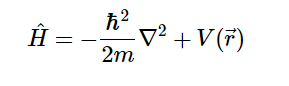 Ĥ = −ħ²/2m ∇² + V(r⃗)